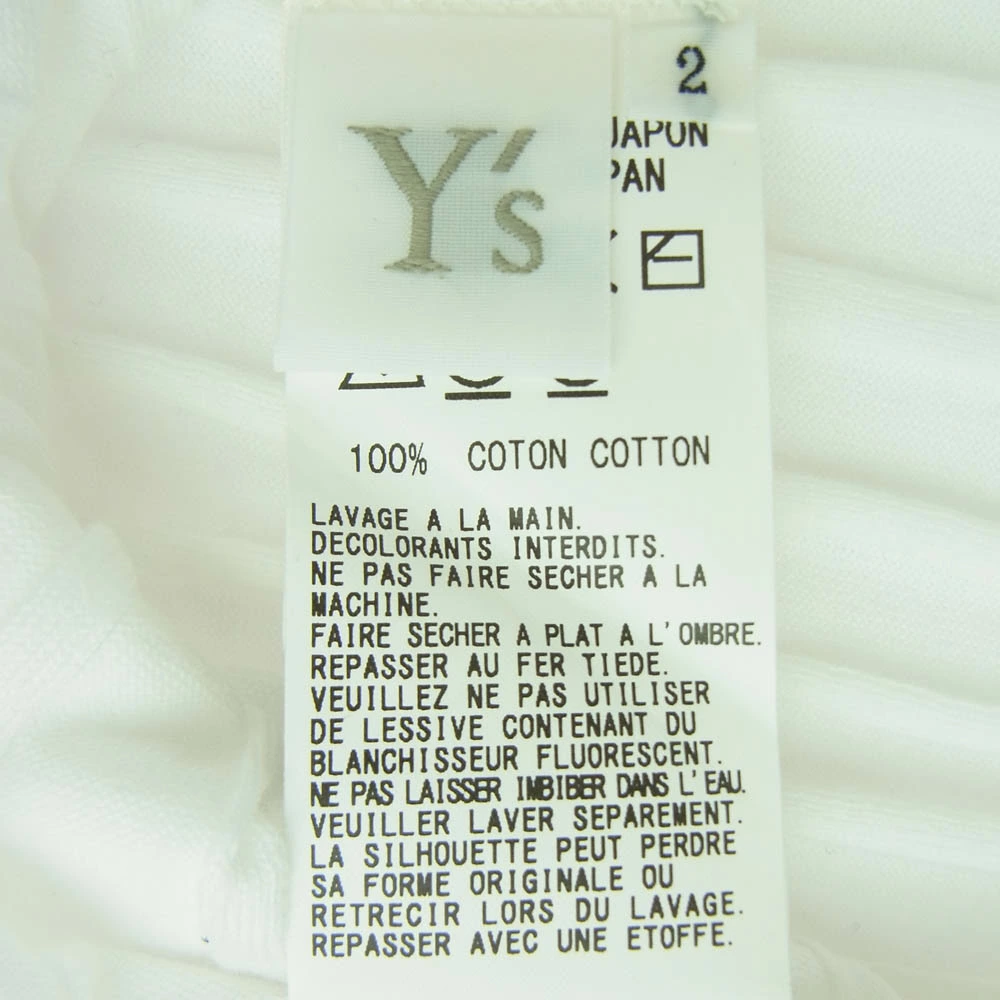 2
Y's
JAPON
PAN
100% COTON COTTON
LAVAGE A LA MAIN.
DECOLORANTS INTERDITS.
NE PAS FAIRE SECHER A LA
MACHINE.
FAIRE SECHER A PLAT A L'OMBRE.
REPASSER AU FER TIEDE.
VEUILLEZ NE PAS UTILISER
DE LESSIVE CONTENANT DU
BLANCHISSEUR FLUORESCENT.
NE PAS LAISSER IMBIBER DANS L'EAU.
VEUILLER LAVER SEPAREMENT.
LA SILHOUETTE PEUT PERDRE
SA FORME ORIGINALE OU
RETRECIR LORS DU LAVAGE.
REPASSER AVEC UNE ETOFFE.